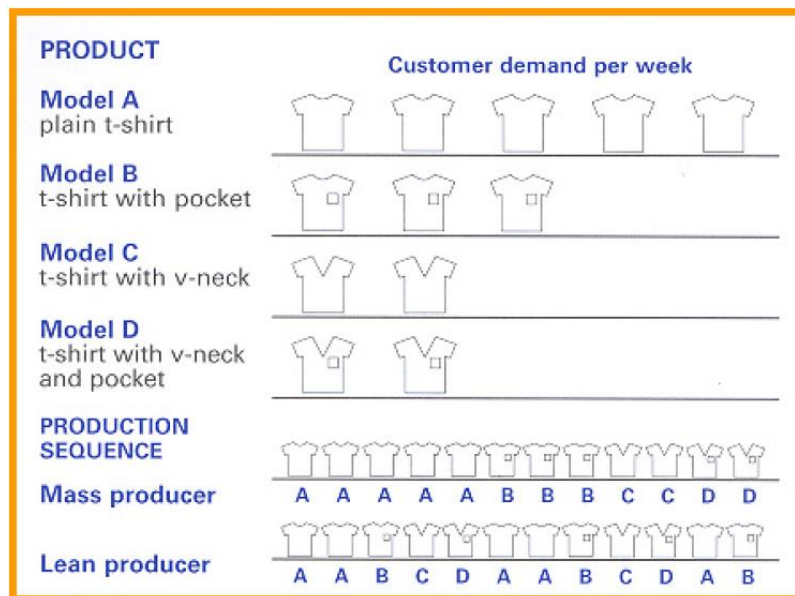 PRODUCT
Customer demand per week
Model A
plain t-shirt
Model B
t-shirt with pocket
Model C
t-shirt with v-neck
Model D
t-shirt with v-neck
and pocket
PRODUCTION
SEQUENCE
Mass producer A A A A A B B B C C D D
Lean producer A A B C D A A B C D A B